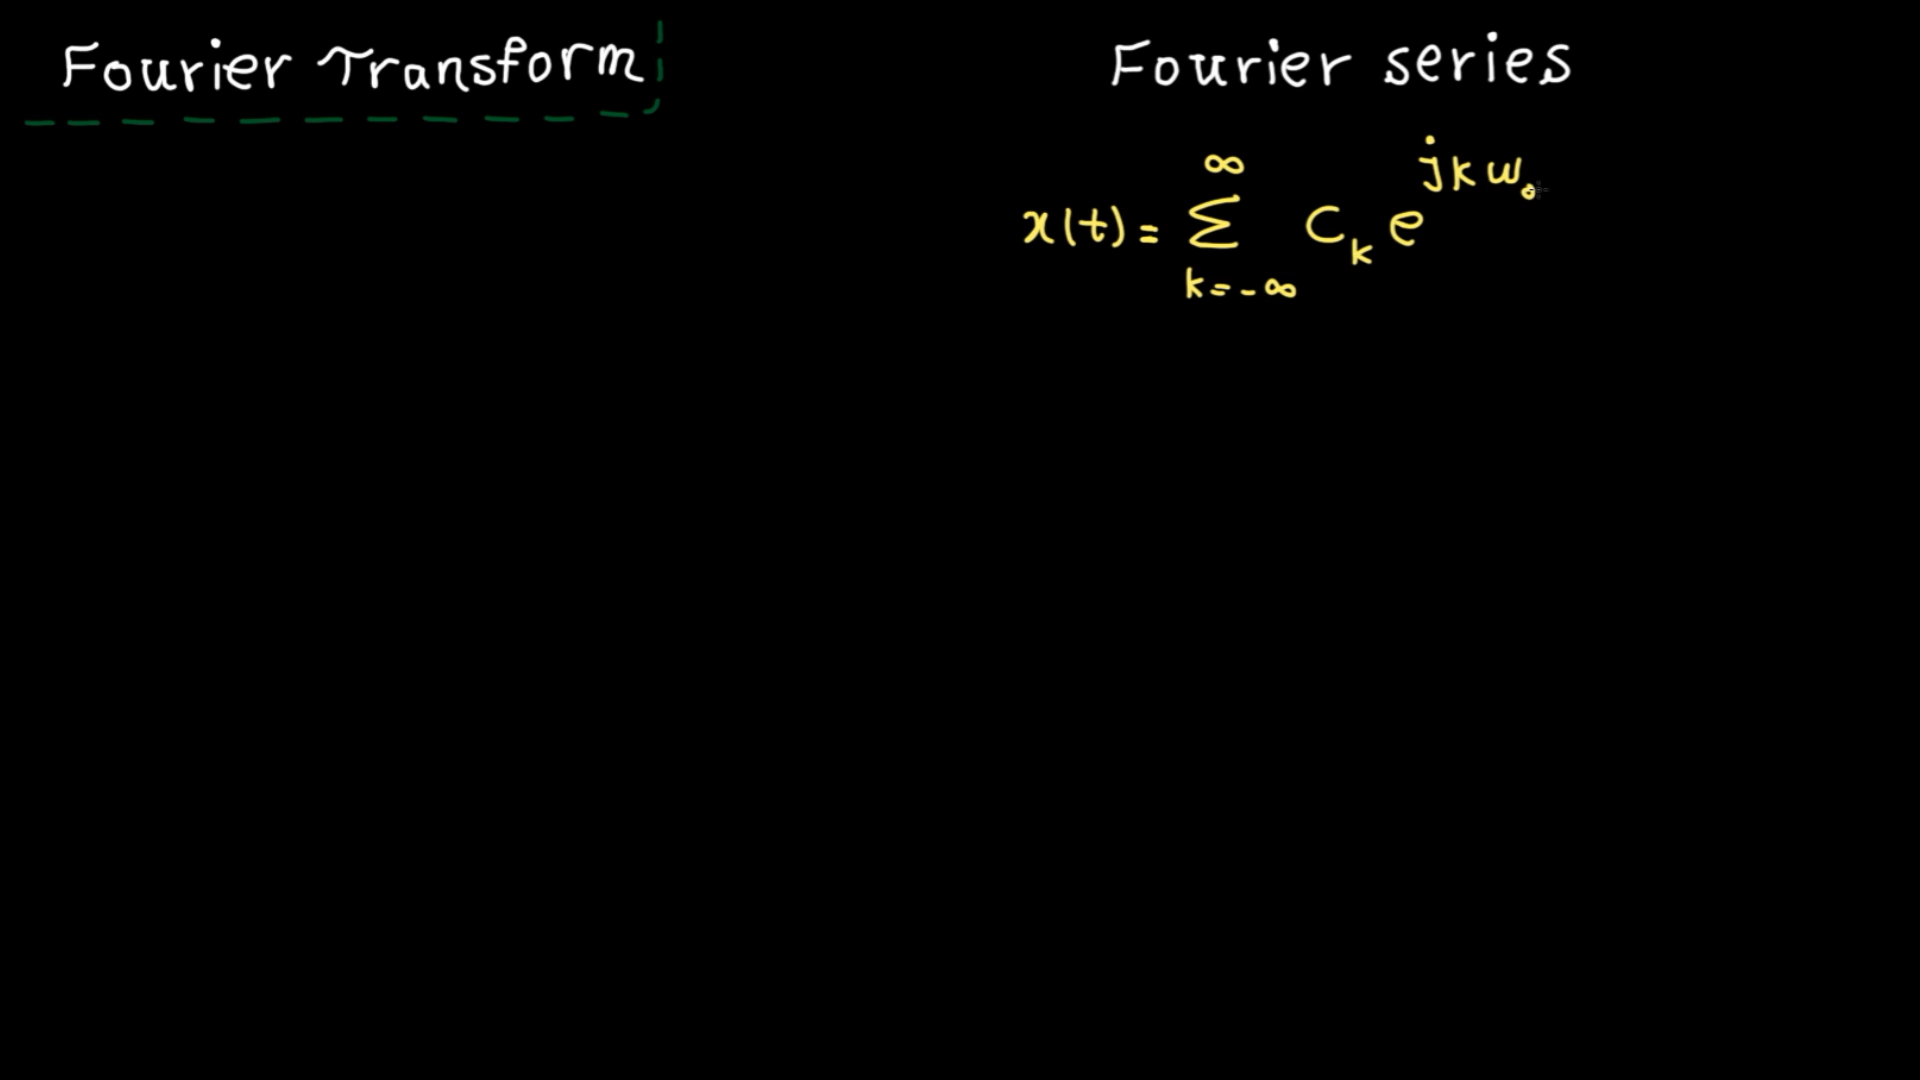 Fourier Transform
Fourier series
∞
x(t) = Σ C_k e^{jkω₀}
k = -∞